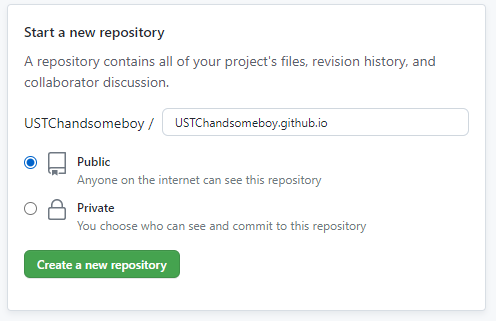 Start a new repository
A repository contains all of your project's files, revision history, and
collaborator discussion.
USTChandsomeboy / USTChandsomeboy.github.io
Public
Anyone on the internet can see this repository
Private
You choose who can see and commit to this repository
Create a new repository